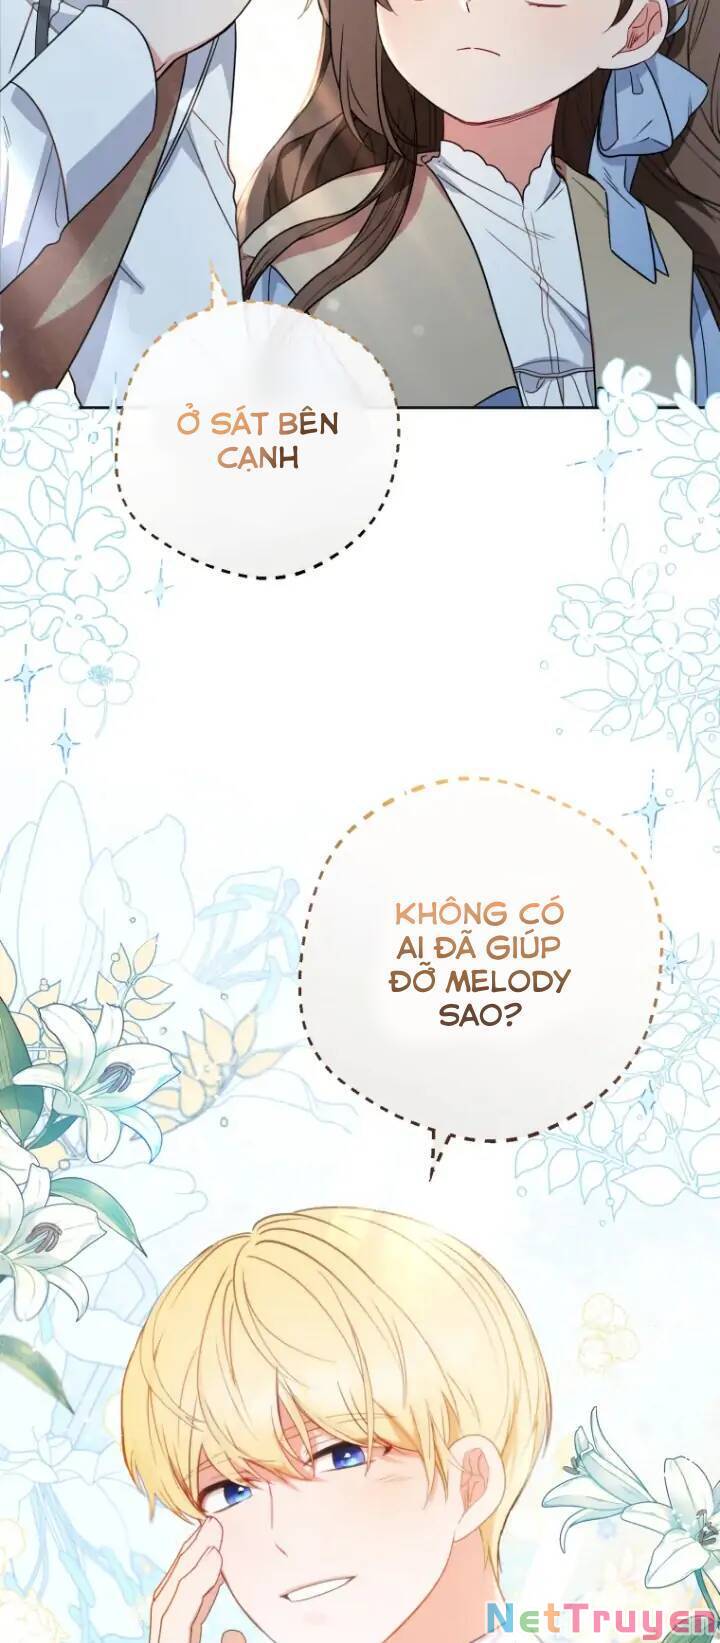 Ở SÁT BÊN
CẠNH
KHÔNG CÓ
AI ĐÃ GIÚP
ĐỠ MELODY
SAO?
NetTruyen